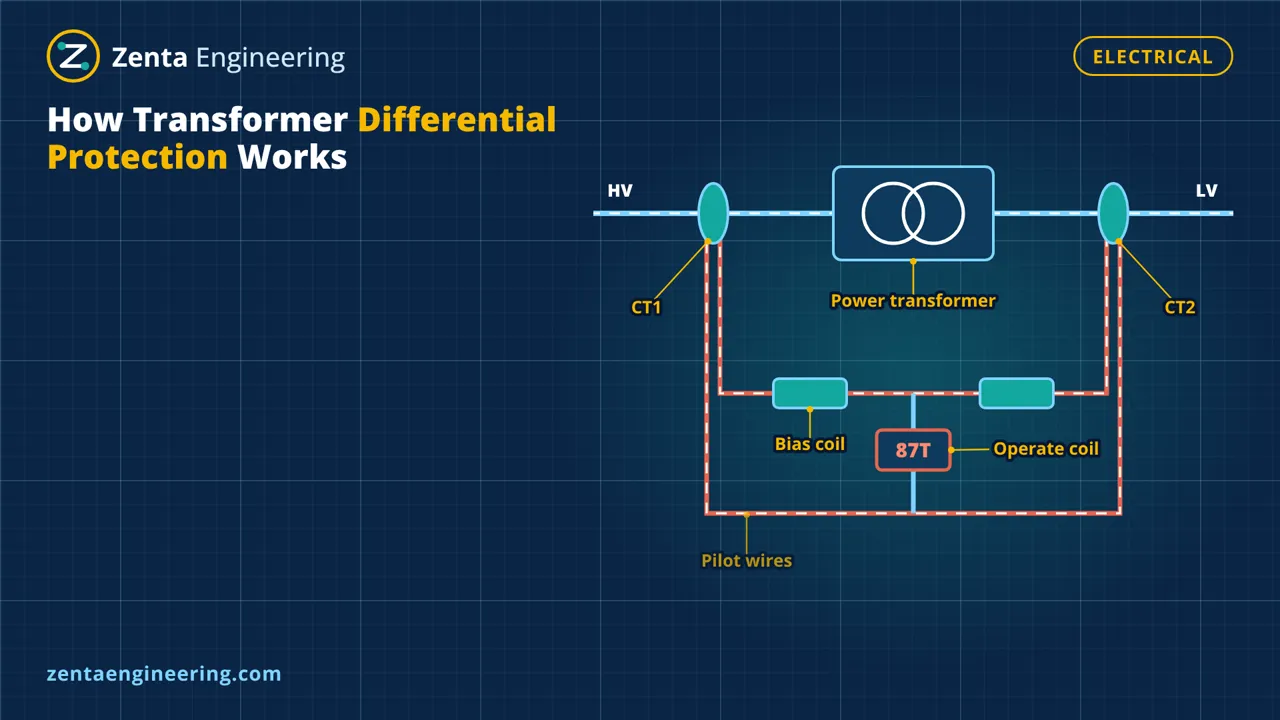 Zenta Engineering
ELECTRICAL
How Transformer Differential
Protection Works
HV
LV
CT1
Power transformer
CT2
Bias coil
87T
Operate coil
Pilot wires
zentaengineering.com